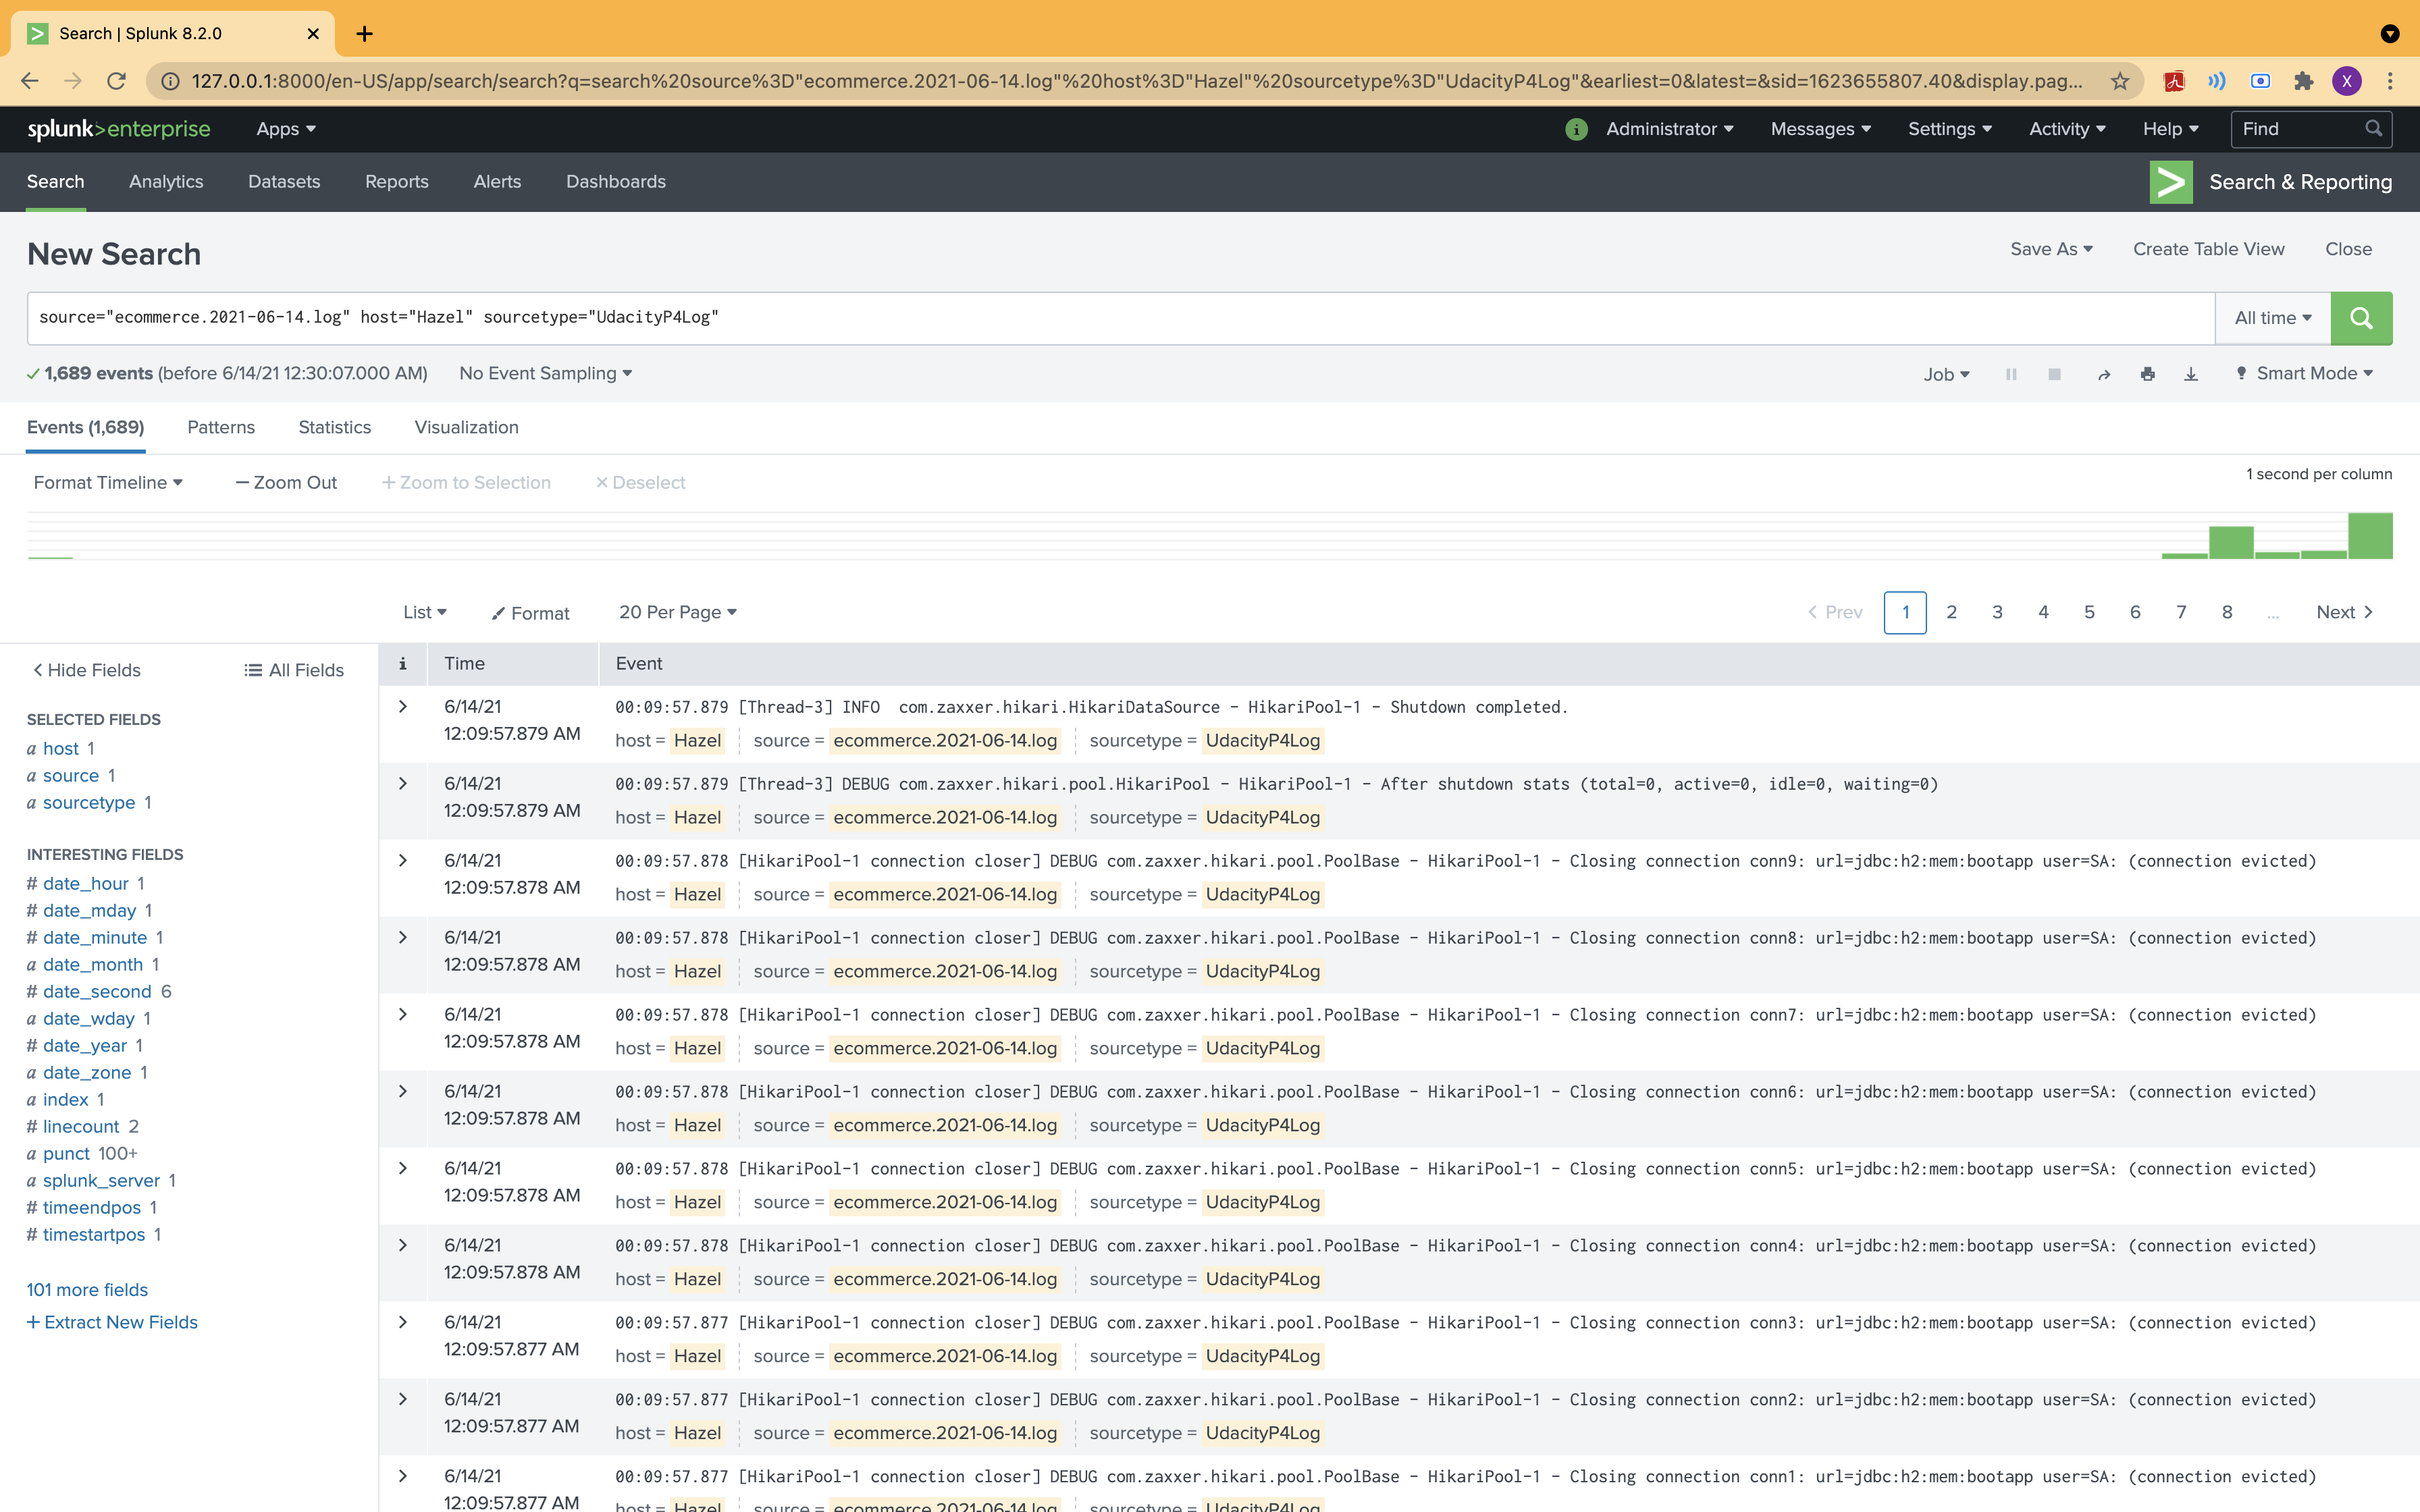 Search | Splunk 8.2.0
127.0.0.1:8000/en-US/app/search/search?q=search%20source%3D"ecommerce.2021-06-14.log"%20host%3D"Hazel"%20sourcetype%3D"UdacityP4Log"&earliest=0&latest=&sid=1623655807.40&display.pag... X
splunk>enterprise Apps i Administrator Messages Settings Activity Help Find
Search Analytics Datasets Reports Alerts Dashboards Search & Reporting
New Search Save As Create Table View Close
source="ecommerce.2021-06-14.log" host="Hazel" sourcetype="UdacityP4Log" All time
1,689 events (before 6/14/21 12:30:07.000 AM) No Event Sampling Job Smart Mode
Events (1,689) Patterns Statistics Visualization
Format Timeline — Zoom Out + Zoom to Selection × Deselect 1 second per column
List Format 20 Per Page < Prev 1 2 3 4 5 6 7 8 ... Next >
< Hide Fields All Fields
SELECTED FIELDS
a host 1
a source 1
a sourcetype 1
INTERESTING FIELDS
# date_hour 1
# date_mday 1
# date_minute 1
a date_month 1
# date_second 6
a date_wday 1
# date_year 1
a date_zone 1
a index 1
# linecount 2
a punct 100+
a splunk_server 1
# timeendpos 1
# timestartpos 1
101 more fields
+ Extract New Fields
i Time Event
6/14/21 00:09:57.879 [Thread-3] INFO  com.zaxxer.hikari.HikariDataSource - HikariPool-1 - Shutdown completed.
12:09:57.879 AM host = Hazel source = ecommerce.2021-06-14.log sourcetype = UdacityP4Log
6/14/21 00:09:57.879 [Thread-3] DEBUG com.zaxxer.hikari.pool.HikariPool - HikariPool-1 - After shutdown stats (total=0, active=0, idle=0, waiting=0)
12:09:57.879 AM host = Hazel source = ecommerce.2021-06-14.log sourcetype = UdacityP4Log
6/14/21 00:09:57.878 [HikariPool-1 connection closer] DEBUG com.zaxxer.hikari.pool.PoolBase - HikariPool-1 - Closing connection conn9: url=jdbc:h2:mem:bootapp user=SA: (connection evicted)
12:09:57.878 AM host = Hazel source = ecommerce.2021-06-14.log sourcetype = UdacityP4Log
6/14/21 00:09:57.878 [HikariPool-1 connection closer] DEBUG com.zaxxer.hikari.pool.PoolBase - HikariPool-1 - Closing connection conn8: url=jdbc:h2:mem:bootapp user=SA: (connection evicted)
12:09:57.878 AM host = Hazel source = ecommerce.2021-06-14.log sourcetype = UdacityP4Log
6/14/21 00:09:57.878 [HikariPool-1 connection closer] DEBUG com.zaxxer.hikari.pool.PoolBase - HikariPool-1 - Closing connection conn7: url=jdbc:h2:mem:bootapp user=SA: (connection evicted)
12:09:57.878 AM host = Hazel source = ecommerce.2021-06-14.log sourcetype = UdacityP4Log
6/14/21 00:09:57.878 [HikariPool-1 connection closer] DEBUG com.zaxxer.hikari.pool.PoolBase - HikariPool-1 - Closing connection conn6: url=jdbc:h2:mem:bootapp user=SA: (connection evicted)
12:09:57.878 AM host = Hazel source = ecommerce.2021-06-14.log sourcetype = UdacityP4Log
6/14/21 00:09:57.878 [HikariPool-1 connection closer] DEBUG com.zaxxer.hikari.pool.PoolBase - HikariPool-1 - Closing connection conn5: url=jdbc:h2:mem:bootapp user=SA: (connection evicted)
12:09:57.878 AM host = Hazel source = ecommerce.2021-06-14.log sourcetype = UdacityP4Log
6/14/21 00:09:57.878 [HikariPool-1 connection closer] DEBUG com.zaxxer.hikari.pool.PoolBase - HikariPool-1 - Closing connection conn4: url=jdbc:h2:mem:bootapp user=SA: (connection evicted)
12:09:57.878 AM host = Hazel source = ecommerce.2021-06-14.log sourcetype = UdacityP4Log
6/14/21 00:09:57.877 [HikariPool-1 connection closer] DEBUG com.zaxxer.hikari.pool.PoolBase - HikariPool-1 - Closing connection conn3: url=jdbc:h2:mem:bootapp user=SA: (connection evicted)
12:09:57.877 AM host = Hazel source = ecommerce.2021-06-14.log sourcetype = UdacityP4Log
6/14/21 00:09:57.877 [HikariPool-1 connection closer] DEBUG com.zaxxer.hikari.pool.PoolBase - HikariPool-1 - Closing connection conn2: url=jdbc:h2:mem:bootapp user=SA: (connection evicted)
12:09:57.877 AM host = Hazel source = ecommerce.2021-06-14.log sourcetype = UdacityP4Log
6/14/21 00:09:57.877 [HikariPool-1 connection closer] DEBUG com.zaxxer.hikari.pool.PoolBase - HikariPool-1 - Closing connection conn1: url=jdbc:h2:mem:bootapp user=SA: (connection evicted)
12:09:57.877 AM host = Hazel source = ecommerce.2021-06-14.log sourcetype = UdacityP4Log